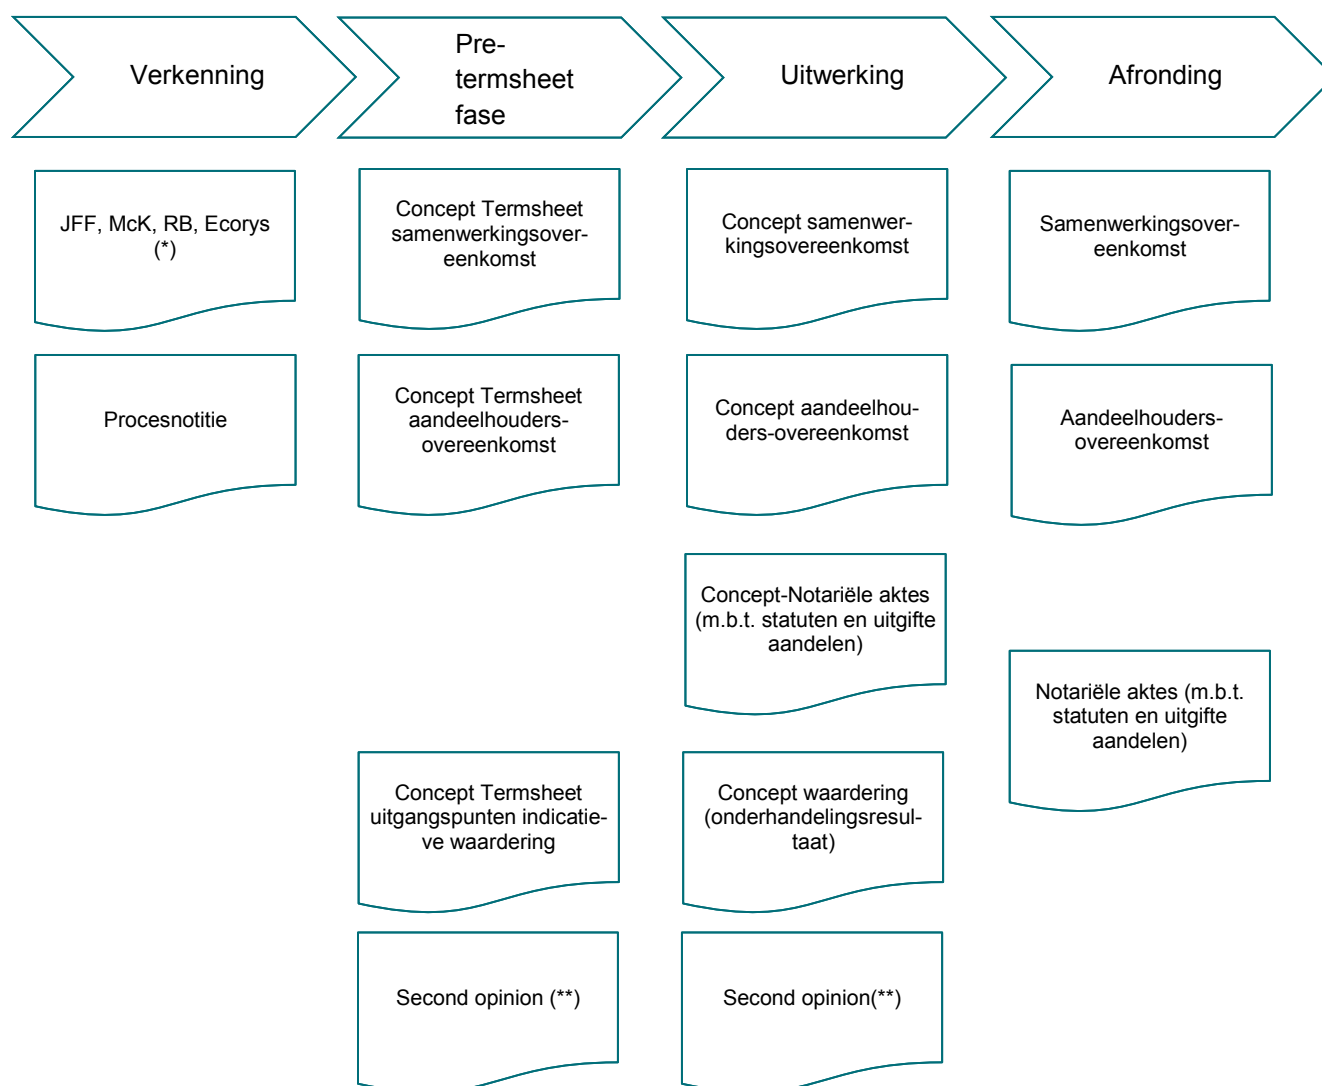 Verkenning
Pre-
termsheet
fase
Uitwerking
Afronding
JFF, McK, RB, Ecorys
(*)
Concept Termsheet
samenwerkingsover-
eenkomst
Concept samenwer-
kingsovereenkomst
Samenwerkingsover-
eenkomst
Procesnotitie
Concept Termsheet
aandeelhouders-
overeenkomst
Concept aandeelhou-
ders-overeenkomst
Aandeelhouders-
overeenkomst
Concept-Notariële aktes
(m.b.t. statuten en uitgifte
aandelen)
Notariële aktes (m.b.t.
statuten en uitgifte
aandelen)
Concept Termsheet
uitgangspunten indicatie-
ve waardering
Concept waardering
(onderhandelingsresul-
taat)
Second opinion (**)
Second opinion(**)